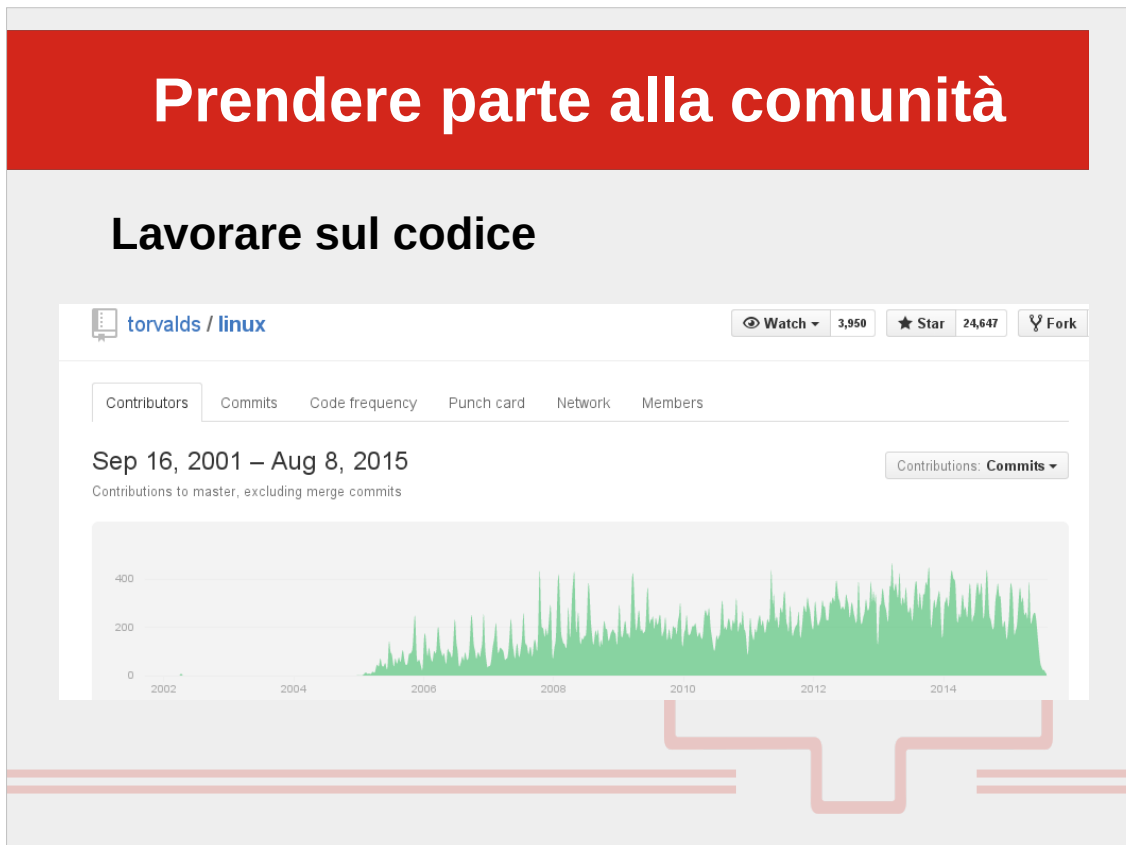 Prendere parte alla comunità
Lavorare sul codice
torvalds / linux
Watch 3,950 Star 24,647 Fork
Contributors Commits Code frequency Punch card Network Members
Sep 16, 2001 – Aug 8, 2015
Contributions: Commits
Contributions to master, excluding merge commits
400
200
0
2002 2004 2006 2008 2010 2012 2014